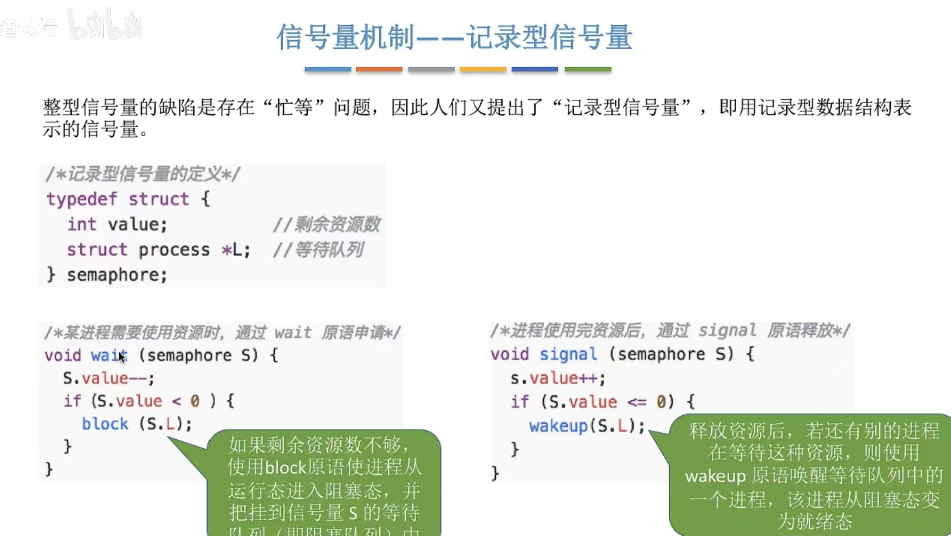 信号量机制——记录型信号量
整型信号量的缺陷是存在“忙等”问题，因此人们又提出了“记录型信号量”，即用记录型数据结构表
示的信号量。
/*记录型信号量的定义*/
typedef struct {
int value; //剩余资源数
struct process *L; //等待队列
} semaphore;
/*某进程需要使用资源时，通过 wait 原语申请*/
void wait (semaphore S) {
S.value--;
if (S.value < 0 ) {
block (S.L);
}
}
如果剩余资源数不够，
使用block原语使进程从
运行态进入阻塞态，并
把挂到信号量 S 的等待
队列（即阻塞队列）中
/*进程使用完资源后，通过 signal 原语释放*/
void signal (semaphore S) {
s.value++;
if (S.value <= 0) {
wakeup(S.L);
}
}
释放资源后，若还有别的进程
在等待这种资源，则使用
wakeup 原语唤醒等待队列中的
一个进程，该进程从阻塞态变
为就绪态